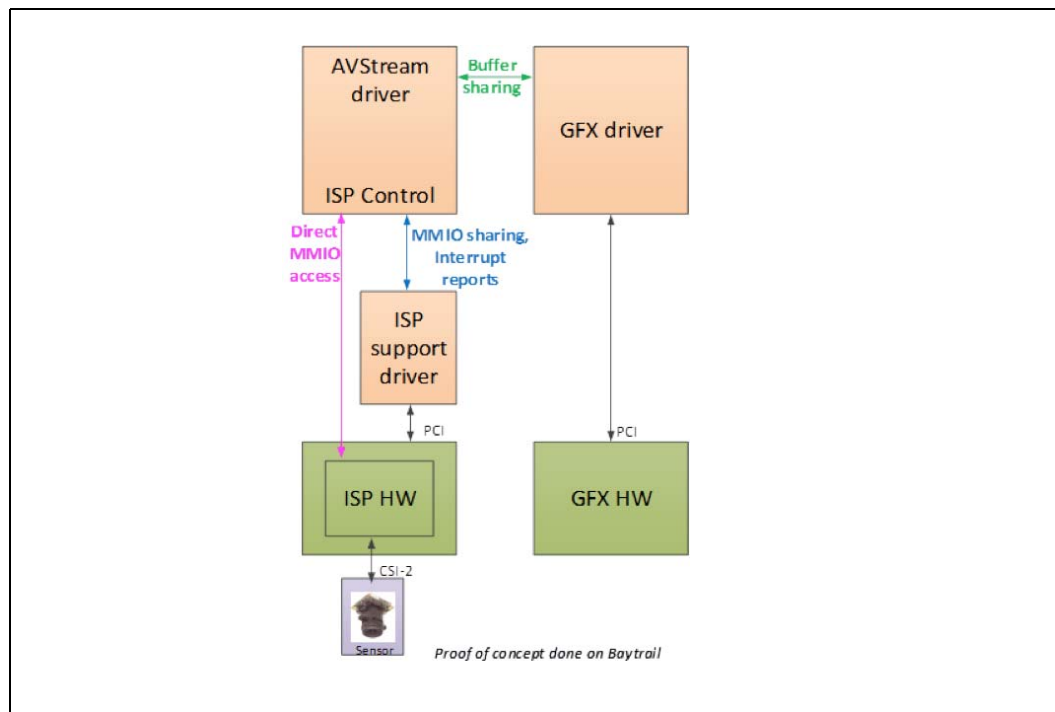 AVStream
driver
ISP Control
Buffer
sharing
GFX driver
Direct
MMIO
access
MMIO sharing,
Interrupt
reports
ISP
support
driver
PCI
PCI
ISP HW
GFX HW
CSI-2
Sensor
Proof of concept done on Baytrail